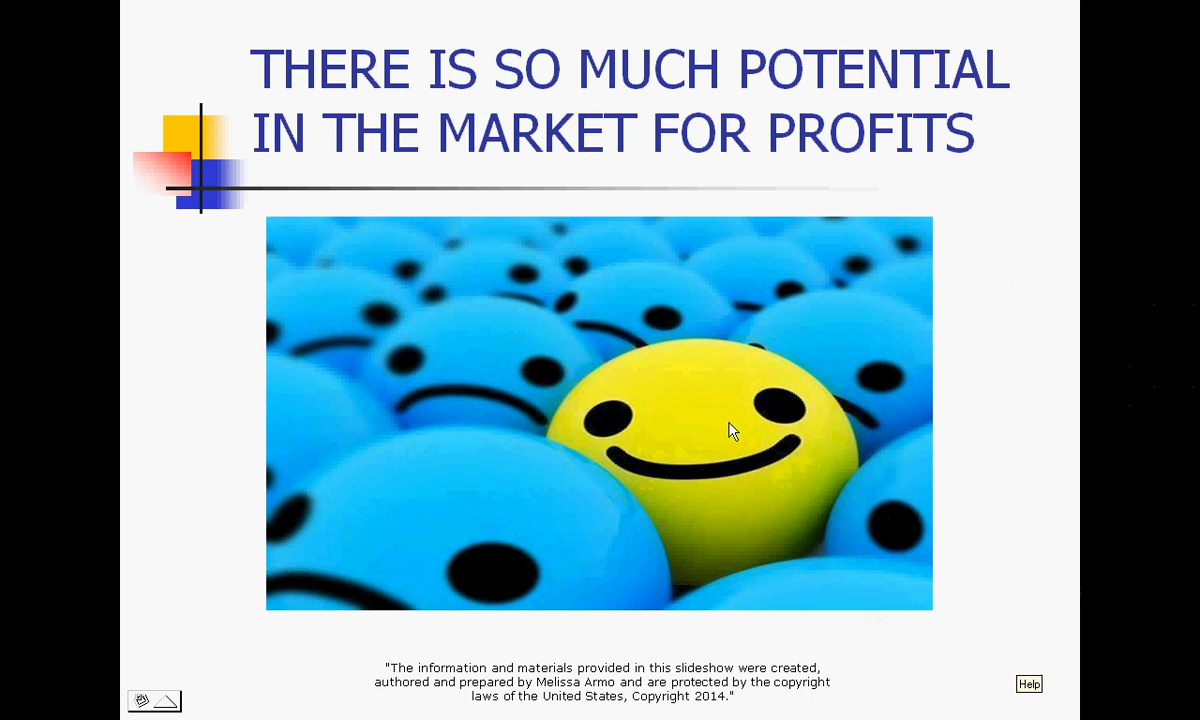 THERE IS SO MUCH POTENTIAL
IN THE MARKET FOR PROFITS
"The information and materials provided in this slideshow were created,
authored and prepared by Melissa Armo and are protected by the copyright
laws of the United States, Copyright 2014."
Help